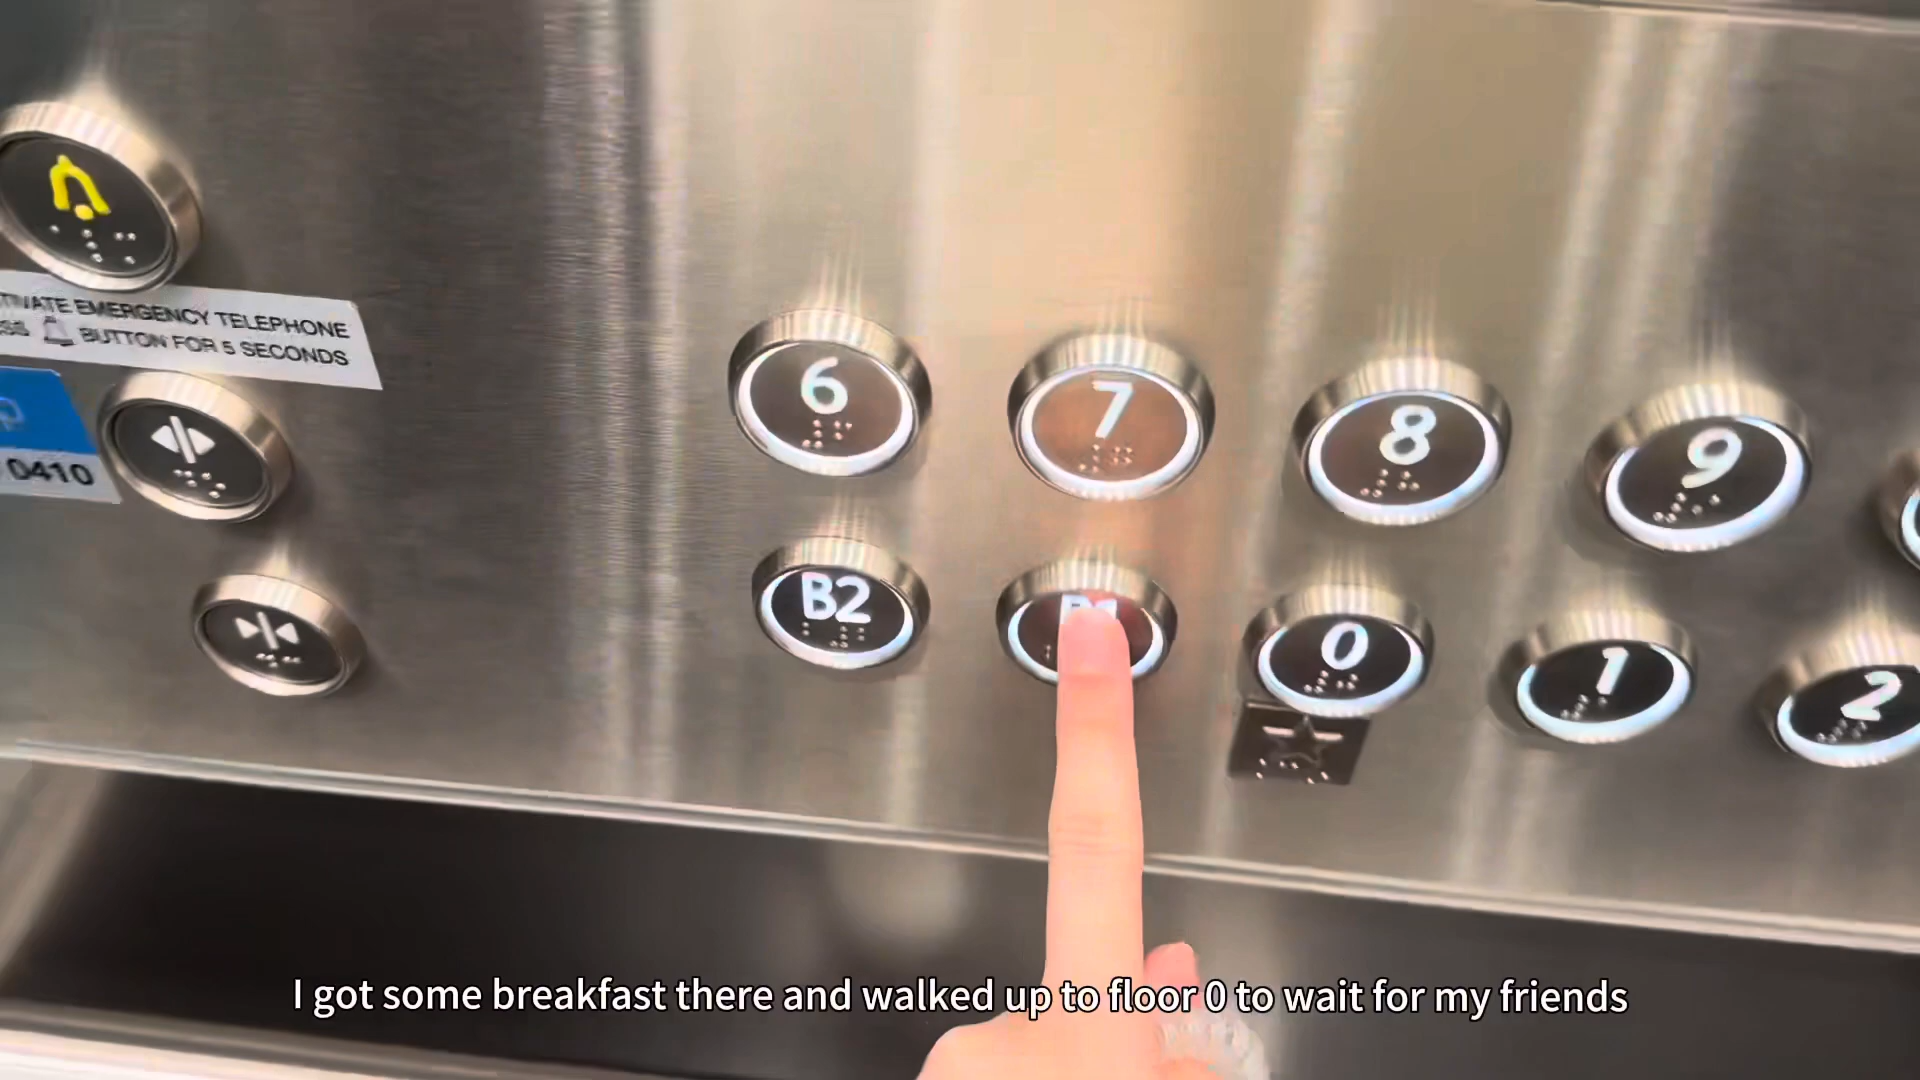 TIVATE EMERGENCY TELEPHONE
BUTTON FOR 5 SECONDS
0410
6
7
8
9
B2
0
1
2
I got some breakfast there and walked up to floor 0 to wait for my friends